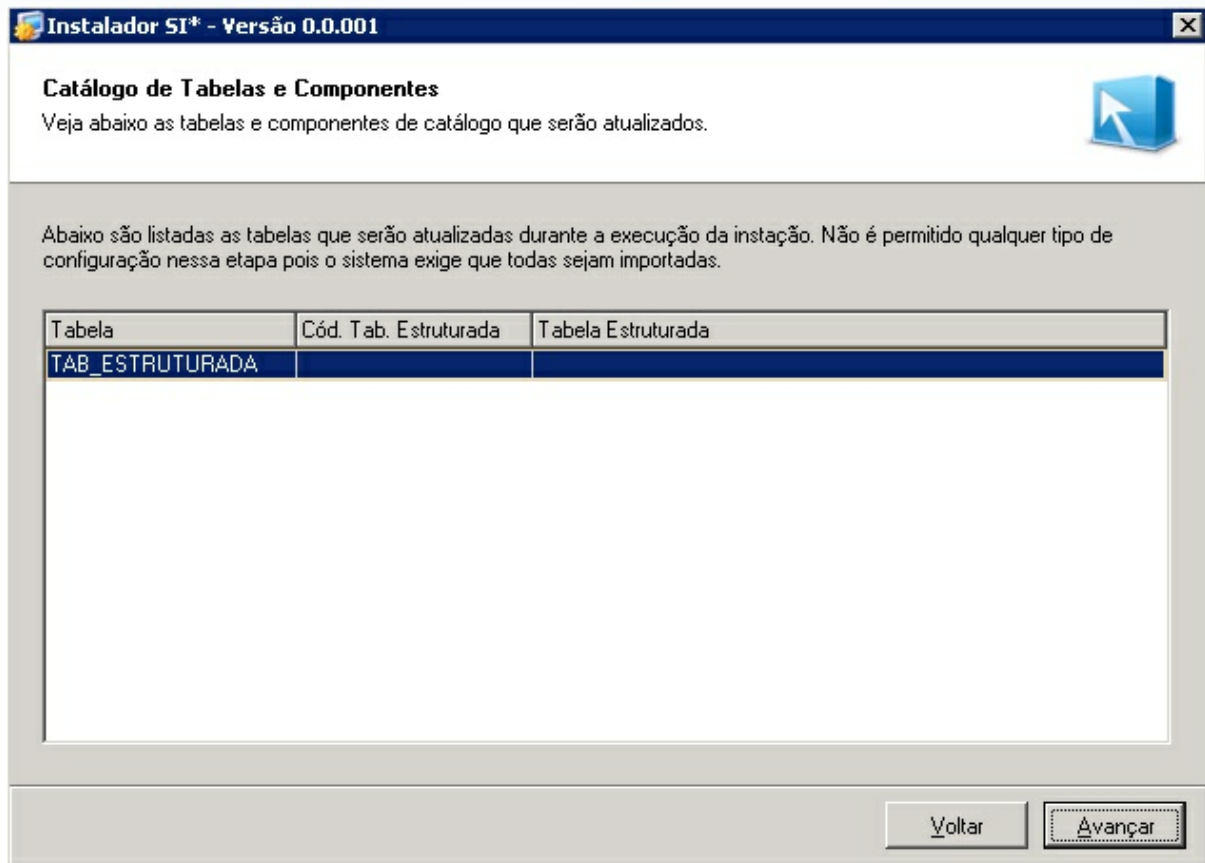 Instalador SI* - Versão 0.0.001
Catálogo de Tabelas e Componentes
Veja abaixo as tabelas e componentes de catálogo que serão atualizados.
Abaixo são listadas as tabelas que serão atualizadas durante a execução da instação. Não é permitido qualquer tipo de
configuração nessa etapa pois o sistema exige que todas sejam importadas.
Tabela Cód. Tab. Estruturada Tabela Estruturada
TAB_ESTRUTURADA
Voltar Avançar